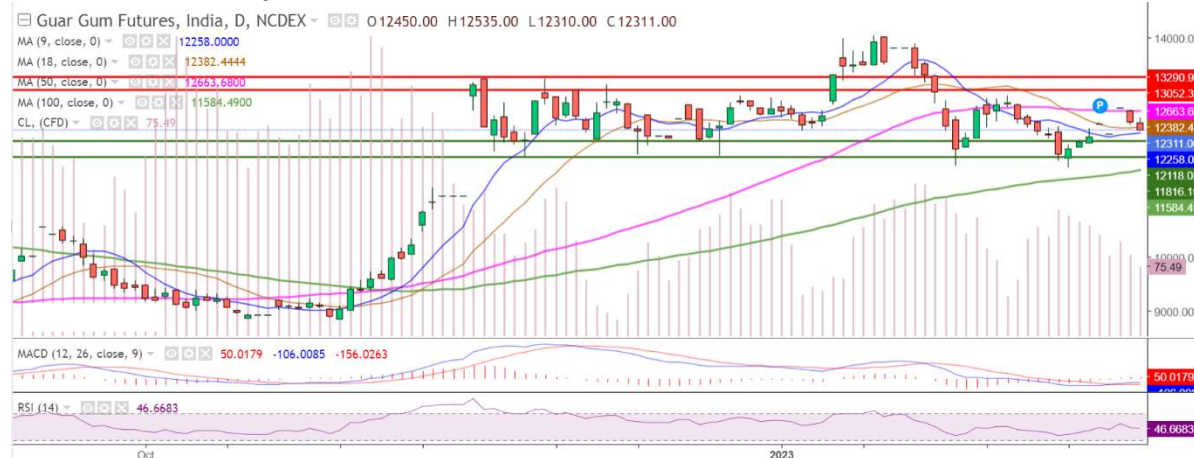 Guar Gum Futures, India, D, NCDEX O12450.00 H12535.00 L12310.00 C12311.00
MA (9, close, 0) 12258.0000
MA (18, close, 0) 12382.4444
MA (50, close, 0) 12663.6800
MA (100, close, 0) 11584.4900
CL, (CFD) 75.49
14000.0
13290.9
13052.3
P
12663.6
12382.4
12311.00
12258.0
12118.0
11816.10
11584.4
10000.0
75.49
9000.00
MACD (12, 26, close, 9) 50.0179 -106.0085 -156.0263
50.0179
RSI (14) 46.6683
46.6683
Oct 2023